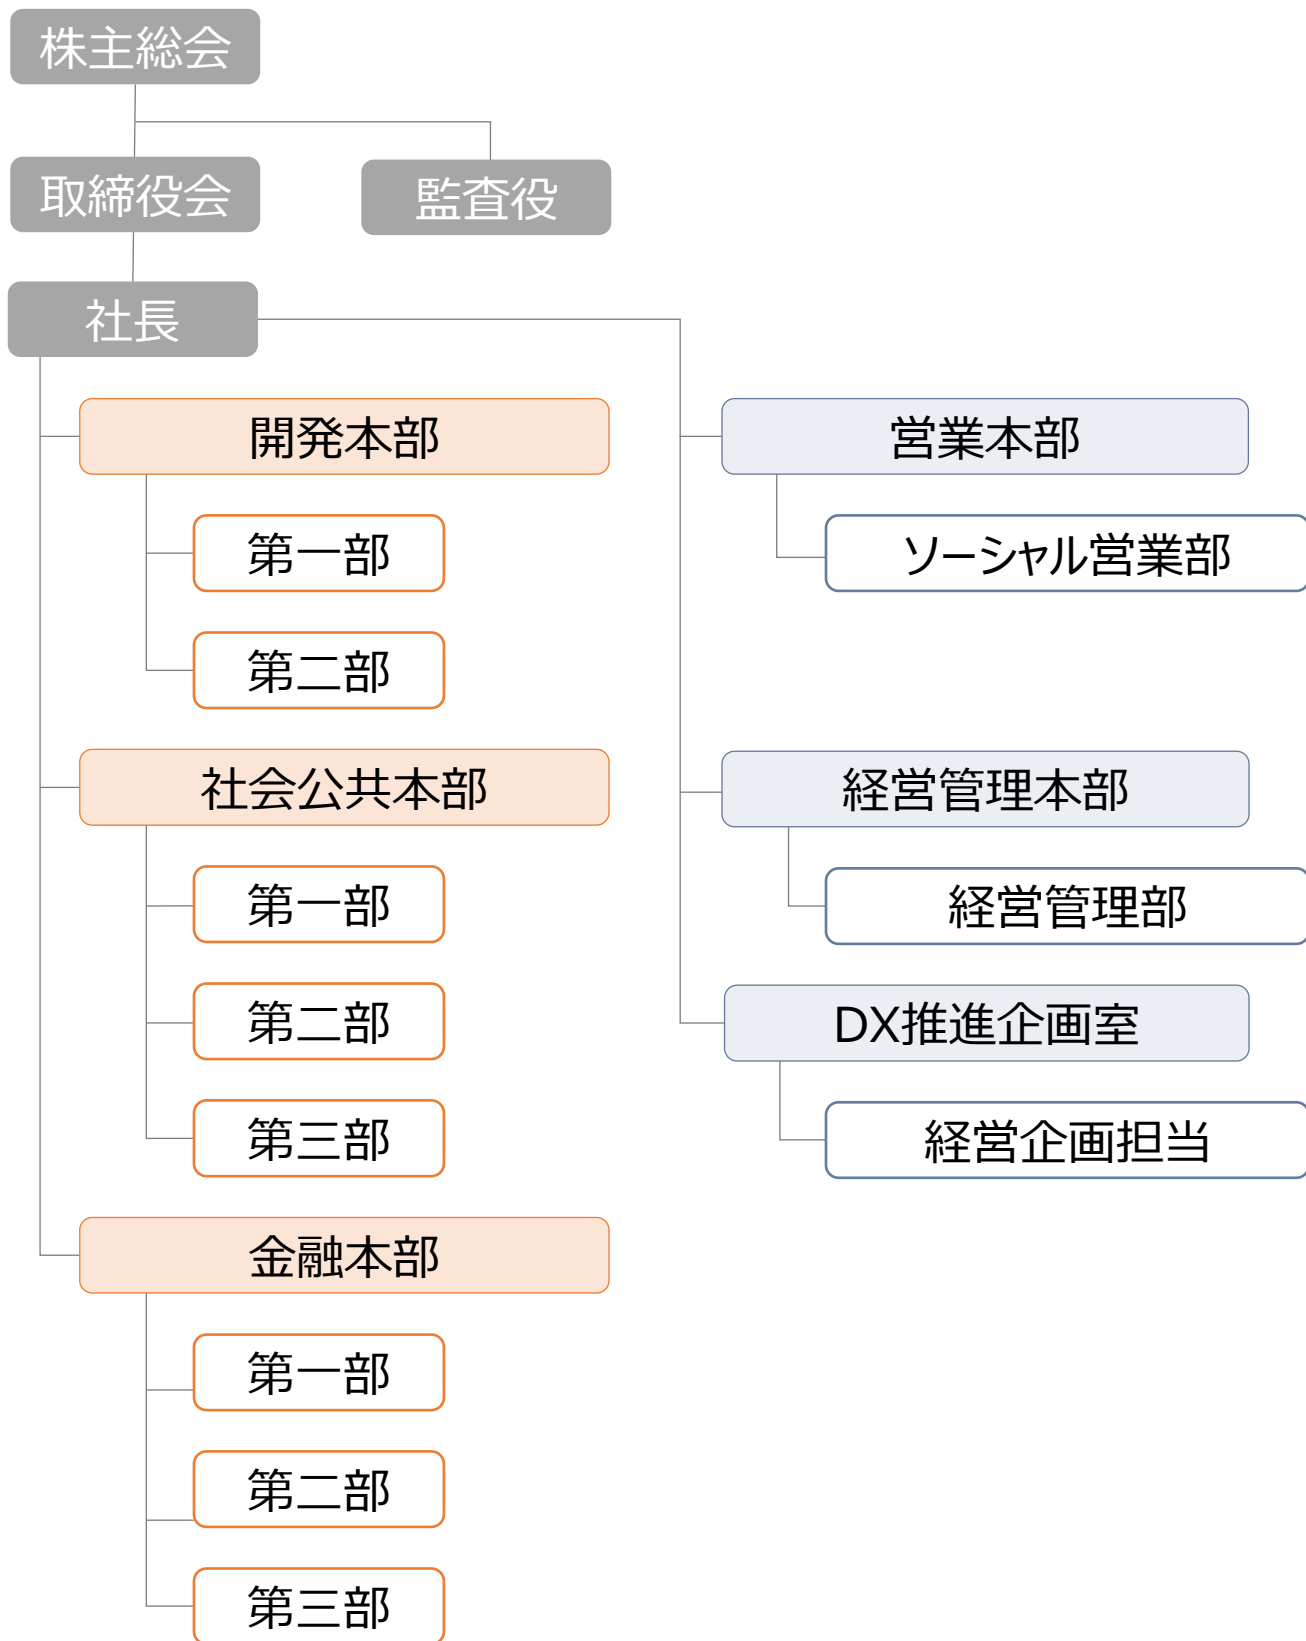 株主総会
取締役会
監査役
社長
開発本部
第一部
第二部
社会公共本部
第一部
第二部
第三部
金融本部
第一部
第二部
第三部
営業本部
ソーシャル営業部
経営管理本部
経営管理部
DX推進企画室
経営企画担当